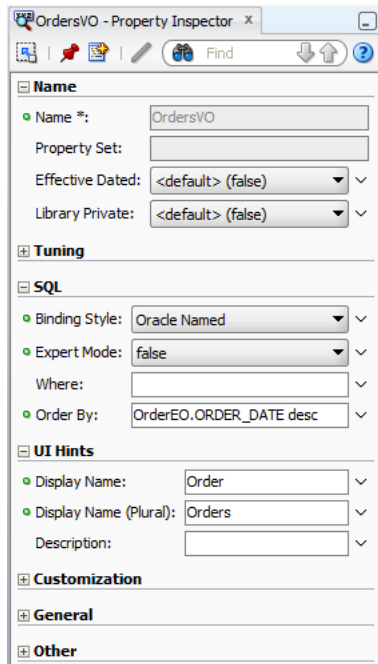 OrdersVO - Property Inspector x
Find
Name
Name *: OrdersVO
Property Set:
Effective Dated: <default> (false)
Library Private: <default> (false)
Tuning
SQL
Binding Style: Oracle Named
Expert Mode: false
Where:
Order By: OrderEO.ORDER_DATE desc
UI Hints
Display Name: Order
Display Name (Plural): Orders
Description:
Customization
General
Other